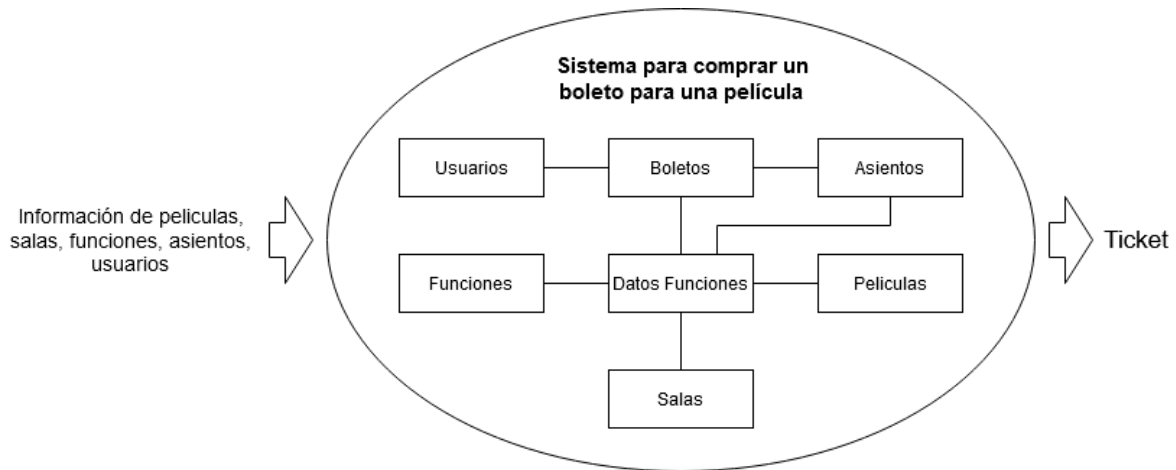 Sistema para comprar un
boleto para una película
Usuarios
Boletos
Asientos
Información de peliculas,
salas, funciones, asientos,
usuarios
Ticket
Funciones
Datos Funciones
Peliculas
Salas